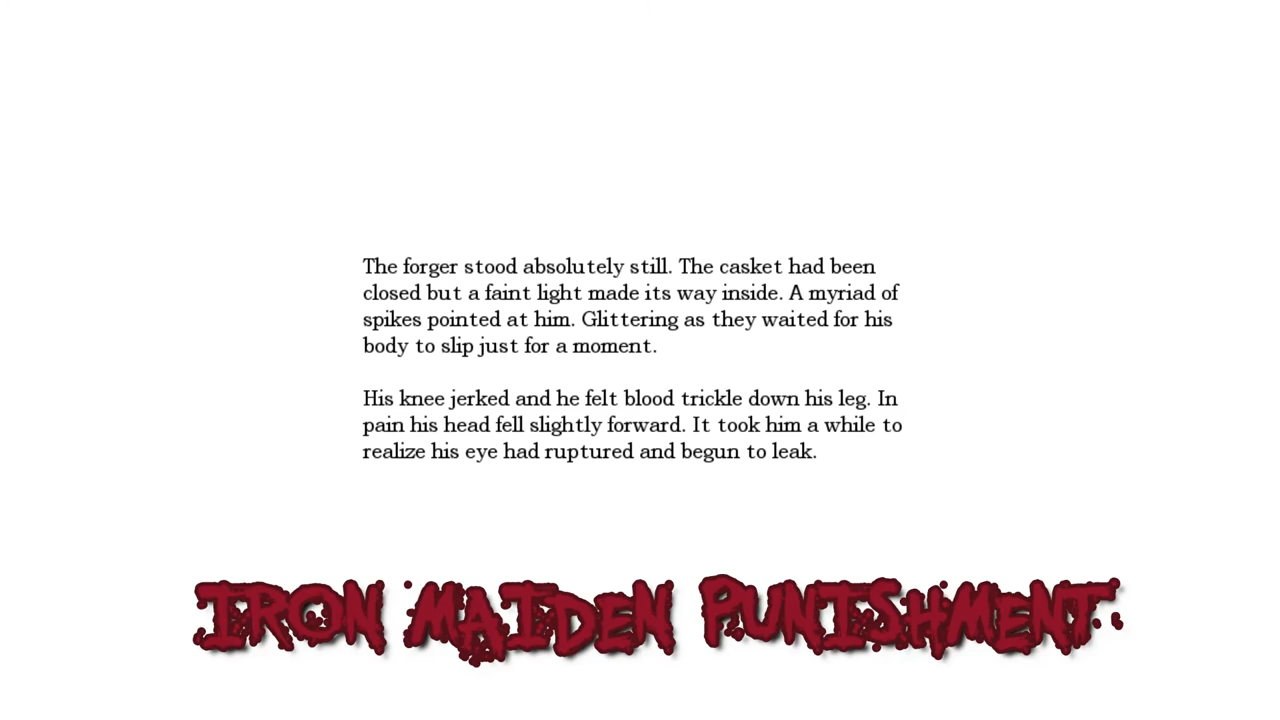 The forger stood absolutely still. The casket had been
closed but a faint light made its way inside. A myriad of
spikes pointed at him. Glittering as they waited for his
body to slip just for a moment.
His knee jerked and he felt blood trickle down his leg. In
pain his head fell slightly forward. It took him a while to
realize his eye had ruptured and begun to leak.
IRON MAIDEN PUNISHMENT